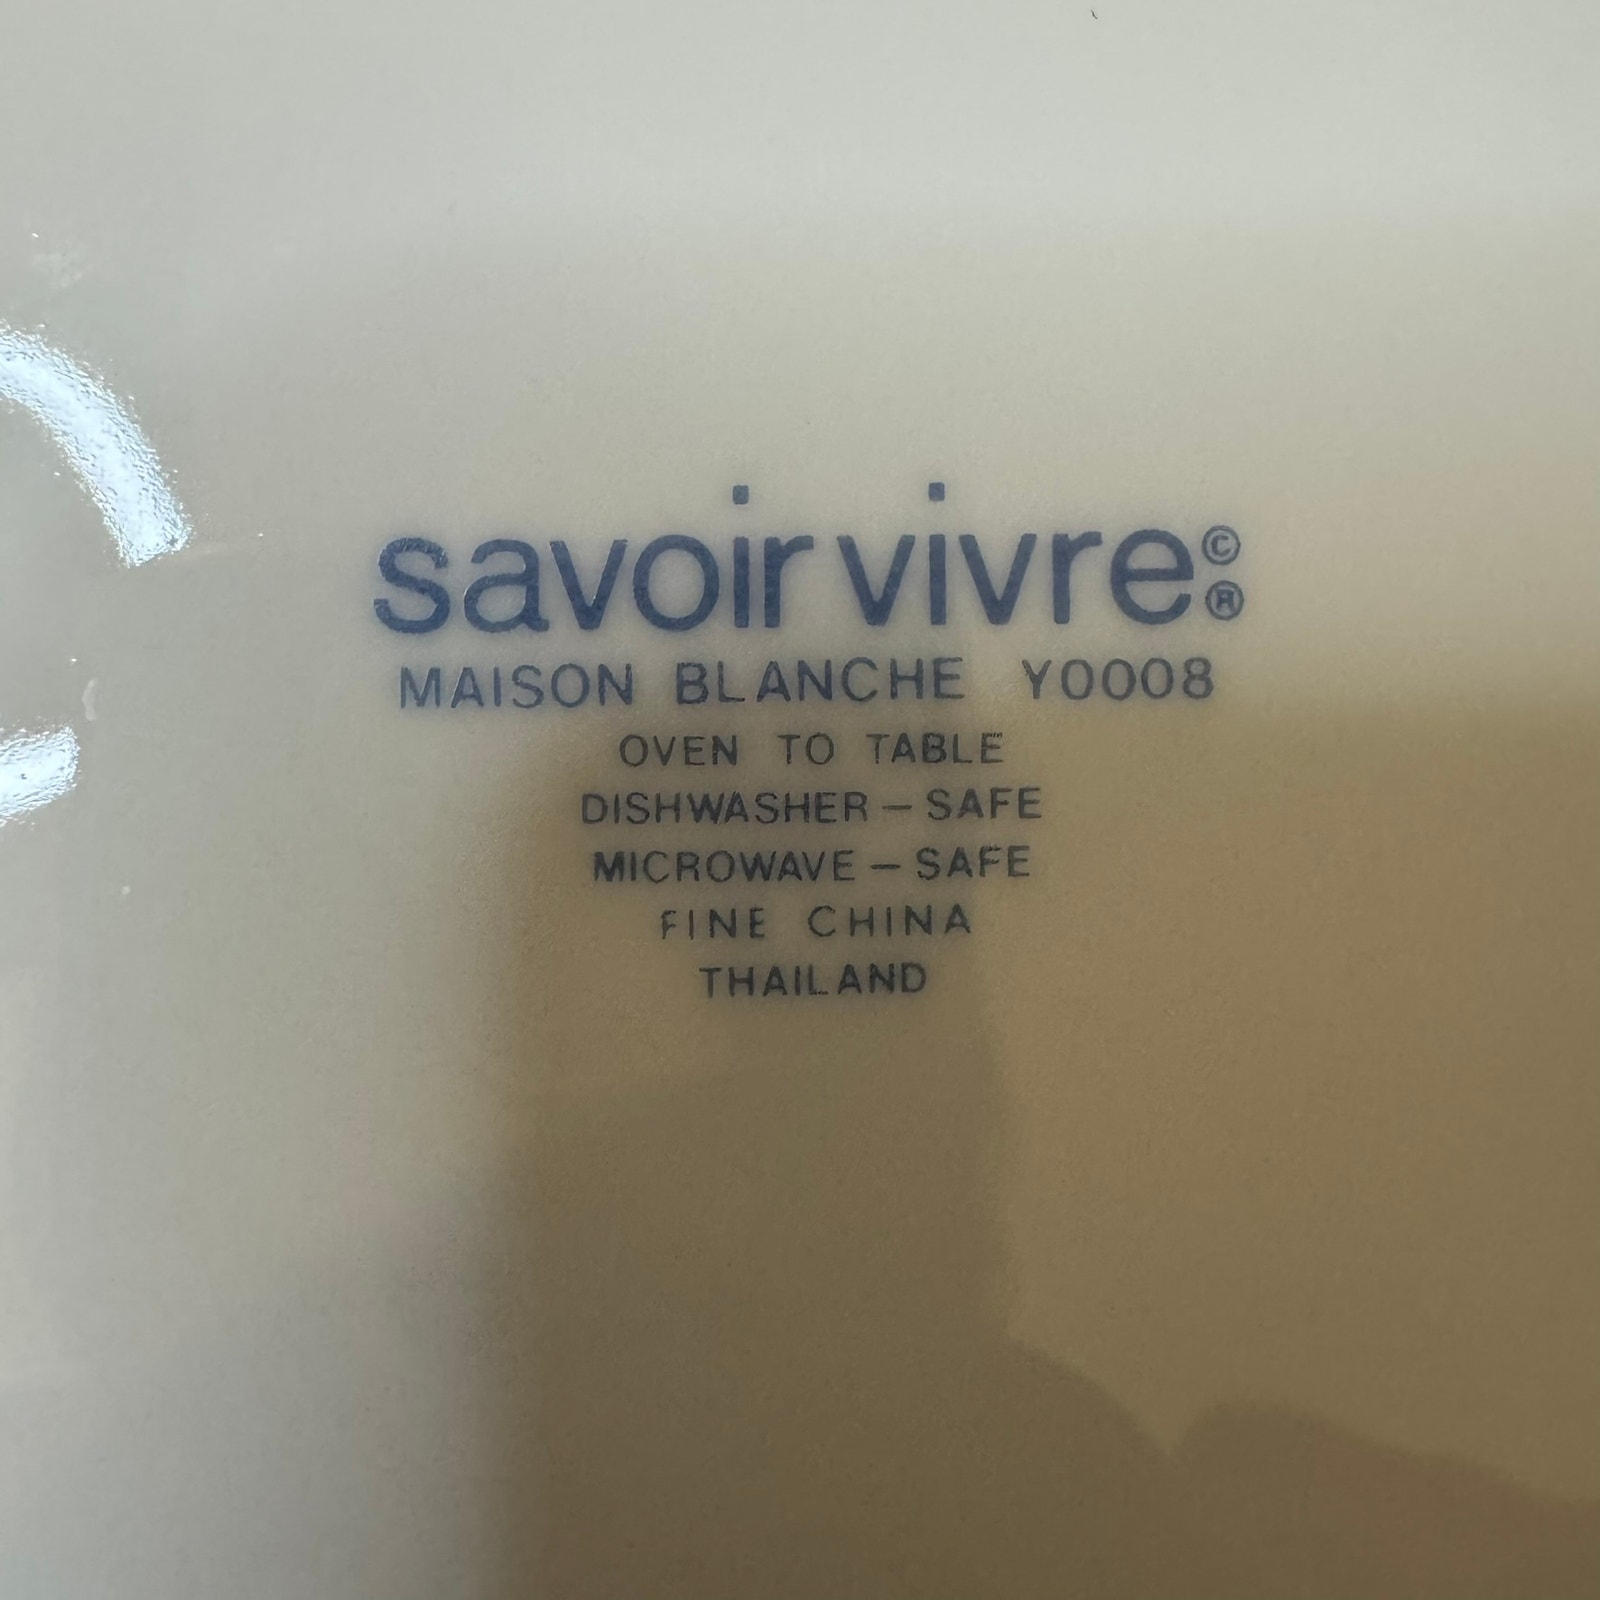 savoir vivre©®
MAISON BLANCHE Y0008
OVEN TO TABLE
DISHWASHER – SAFE
MICROWAVE – SAFE
FINE CHINA
THAILAND